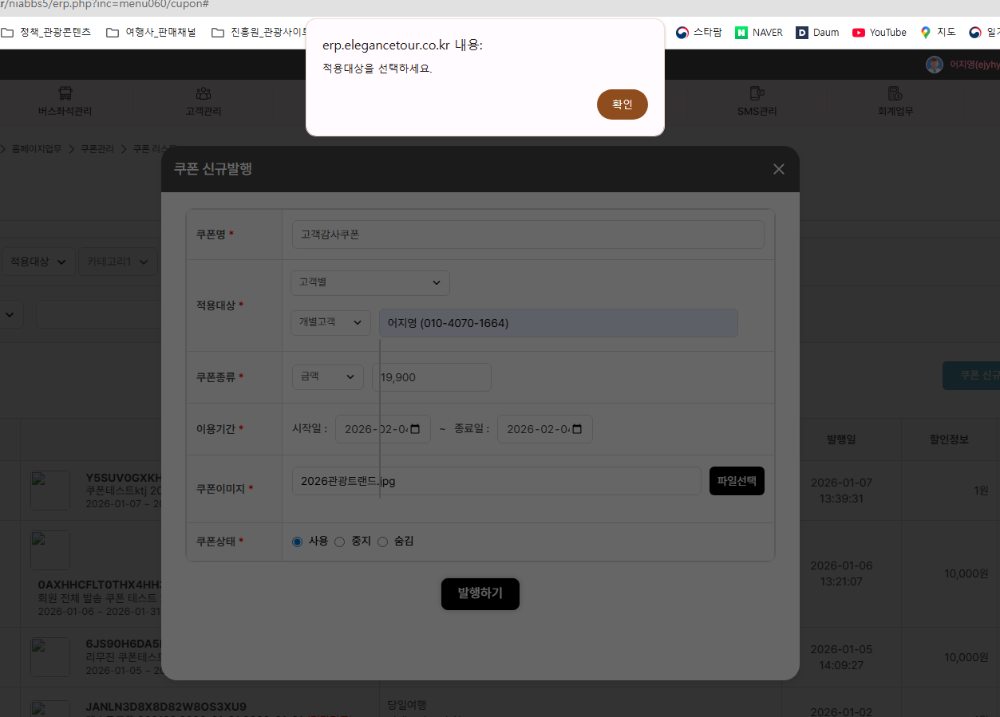 r/niabbs5/erp.php?inc=menu060/cupon#
정책_관광콘텐츠 여행사_판매채널 진흥원_관광사이트 스타팜 NAVER Daum YouTube 지도
erp.elegancetour.co.kr 내용:
적용대상을 선택하세요.
확인
어지영(ejyhy
버스좌석관리 고객관리 SMS관리 회계업무
홈페이지업무 쿠폰관리 쿠폰 리스트
쿠폰 신규발행
쿠폰명 *
고객감사쿠폰
적용대상 카테고리1
적용대상 *
고객별
개별고객 어지영 (010-4070-1664)
쿠폰종류 *
금액 19,900
쿠폰 신규
이용기간 *
시작일 : 2026-02-04 ~ 종료일 : 2026-02-04
발행일 할인정보
쿠폰이미지 *
2026관광트랜드.jpg
파일선택
Y5SUV0GXKH
쿠폰테스트ktj 20
2026-01-07 ~ 20
2026-01-07
13:39:31
1원
쿠폰상태 *
사용 중지 숨김
발행하기
0AXHHCFLT0THX4HH
회원 전체 발송 쿠폰 테스트
2026-01-06 ~ 2026-01-31
2026-01-06
13:21:07
10,000원
6JS90H6DA5
리무진 쿠폰테스트
2026-01-05 ~ 20
2026-01-05
14:09:27
10,000원
JANLN3D8X8D82W8OS3XU9
당일여행
2026-01-02